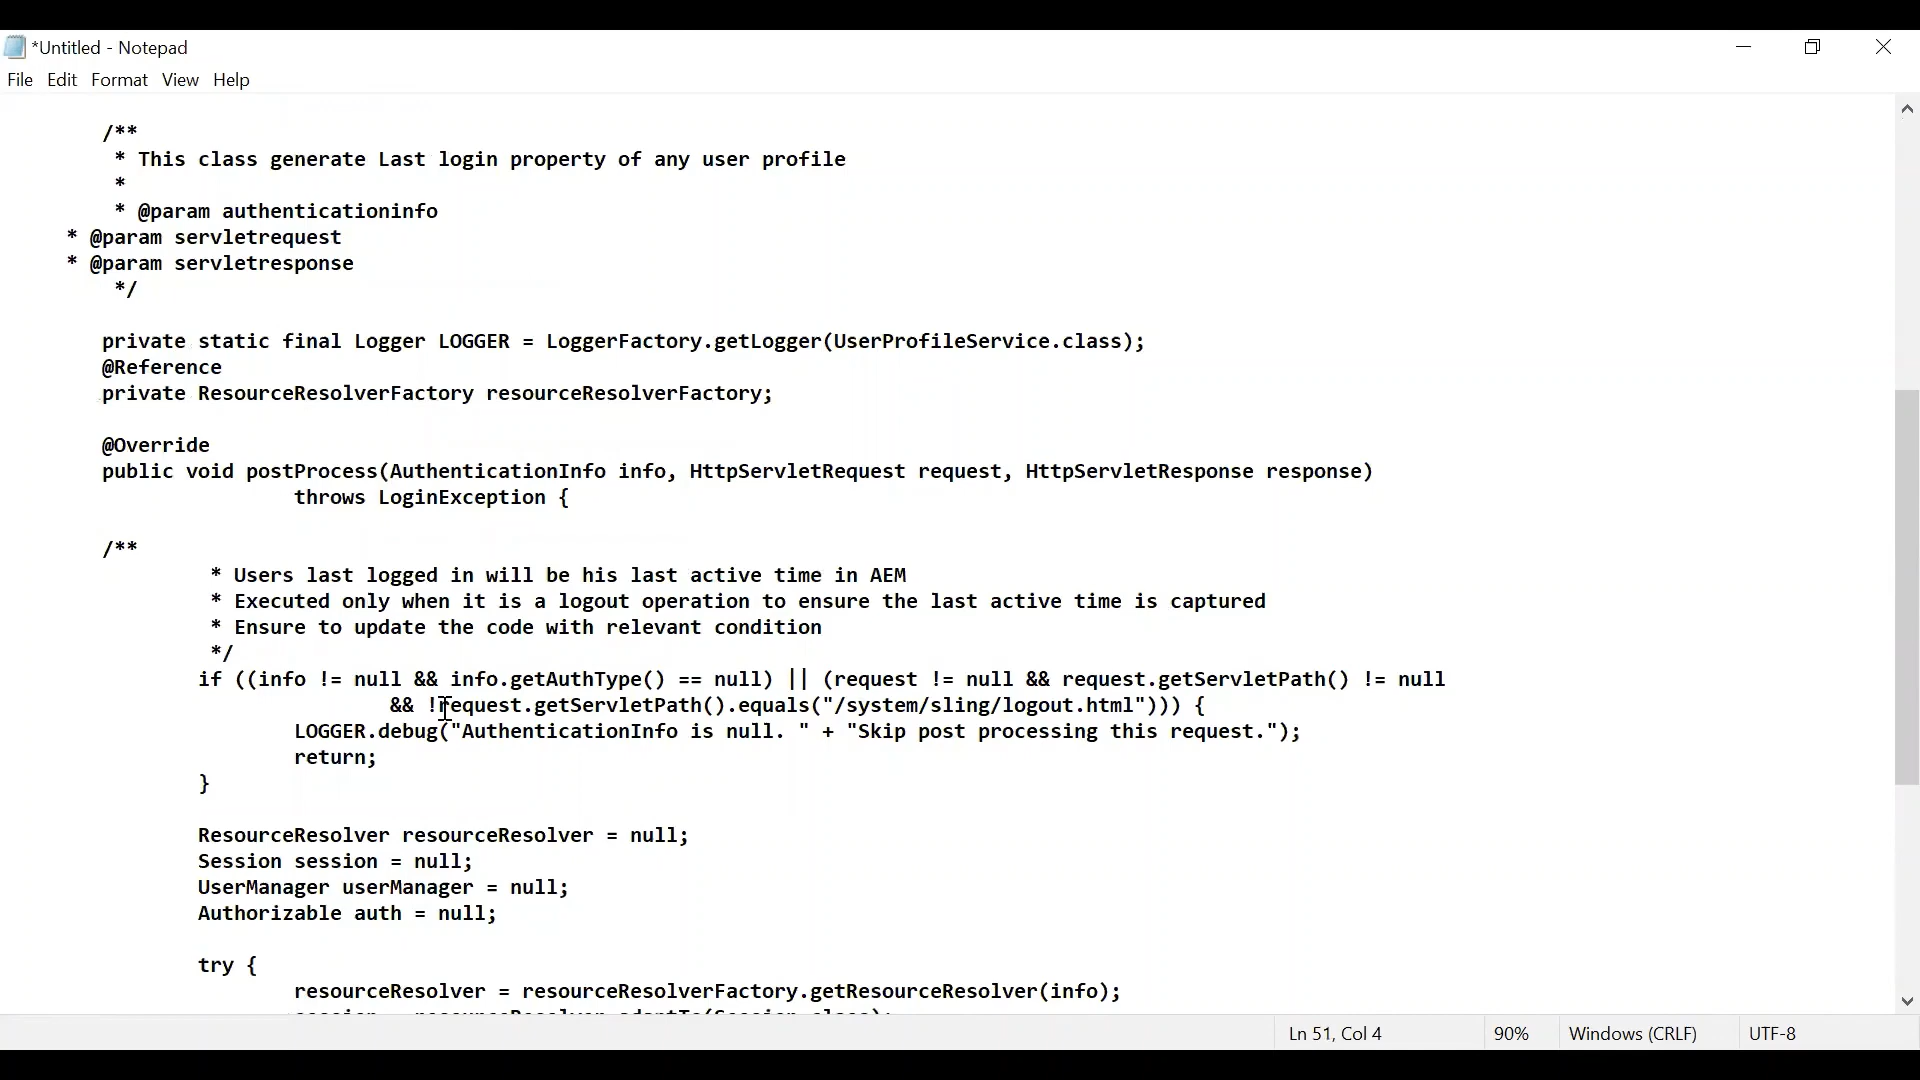 *Untitled - Notepad
File Edit Format View Help
/**
* This class generate Last login property of any user profile
*
* @param authenticationinfo
* @param servletrequest
* @param servletresponse
*/
private static final Logger LOGGER = LoggerFactory.getLogger(UserProfileService.class);
@Reference
private ResourceResolverFactory resourceResolverFactory;
@Override
public void postProcess(AuthenticationInfo info, HttpServletRequest request, HttpServletResponse response)
throws LoginException {
/**
* Users last logged in will be his last active time in AEM
* Executed only when it is a logout operation to ensure the last active time is captured
* Ensure to update the code with relevant condition
*/
if ((info != null && info.getAuthType() == null) || (request != null && request.getServletPath() != null
&& !request.getServletPath().equals("/system/sling/logout.html"))) {
LOGGER.debug("AuthenticationInfo is null. " + "Skip post processing this request.");
return;
}
ResourceResolver resourceResolver = null;
Session session = null;
UserManager userManager = null;
Authorizable auth = null;
try {
resourceResolver = resourceResolverFactory.getResourceResolver(info);
Ln 51, Col 4 90% Windows (CRLF) UTF-8